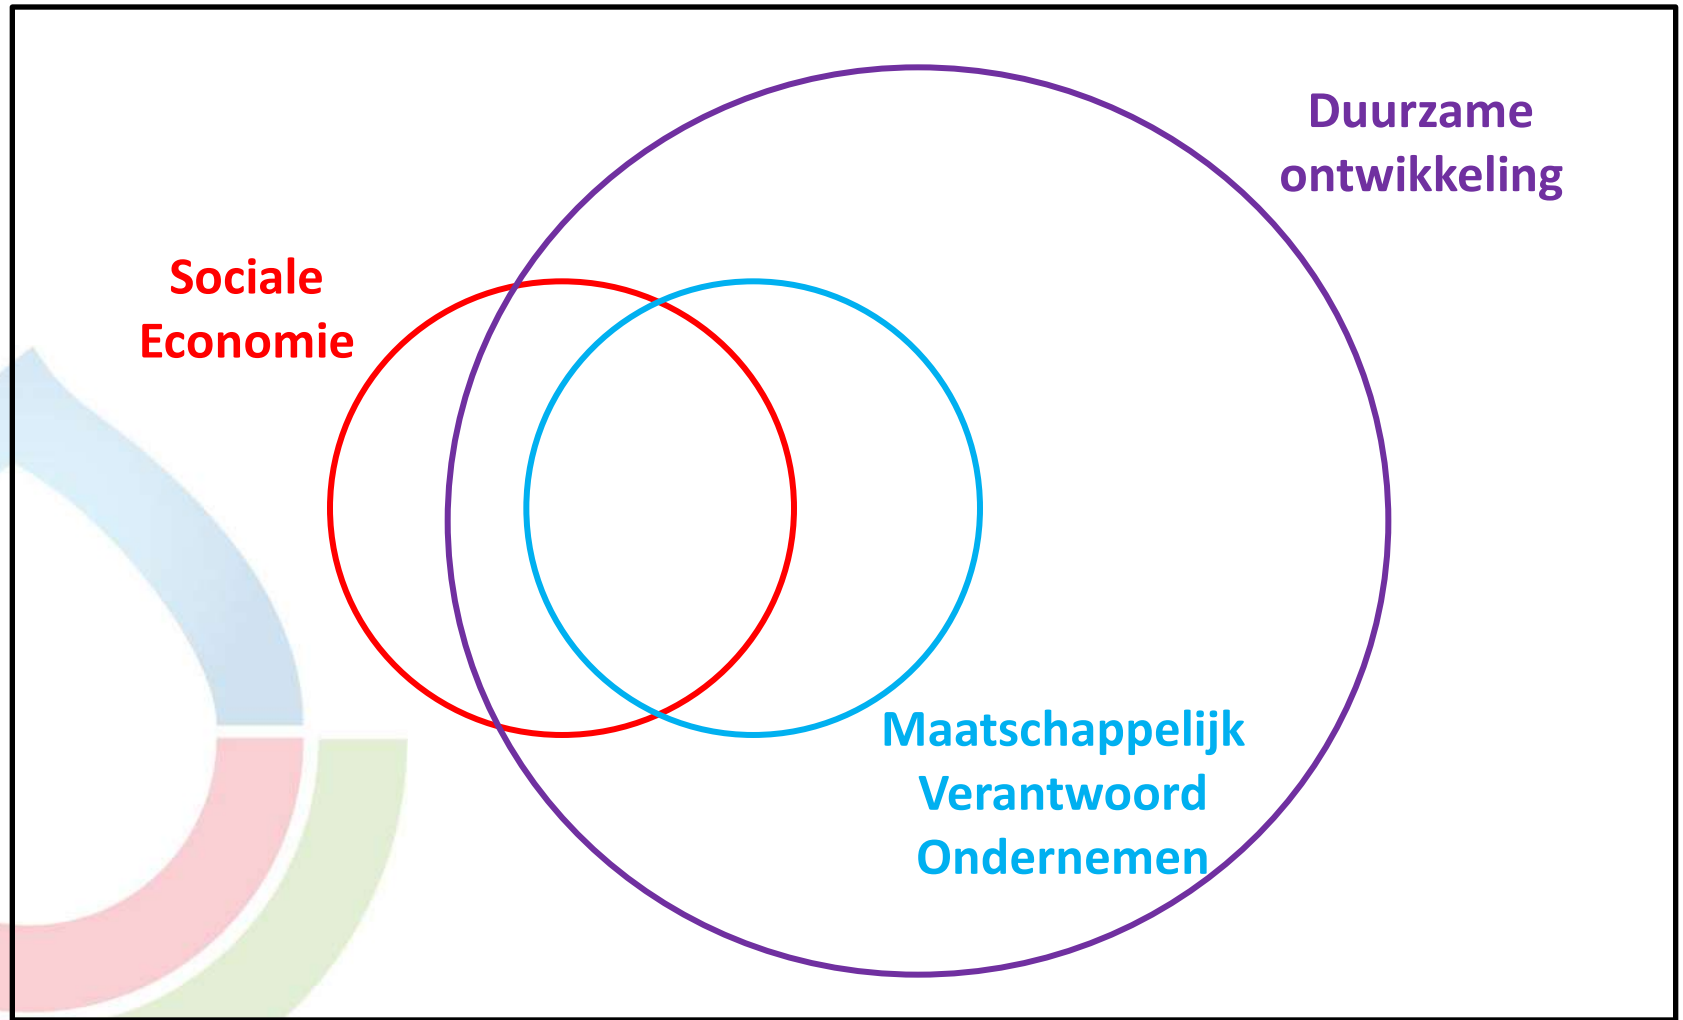 Duurzame
ontwikkeling
Sociale
Economie
Maatschappelijk
Verantwoord
Ondernemen